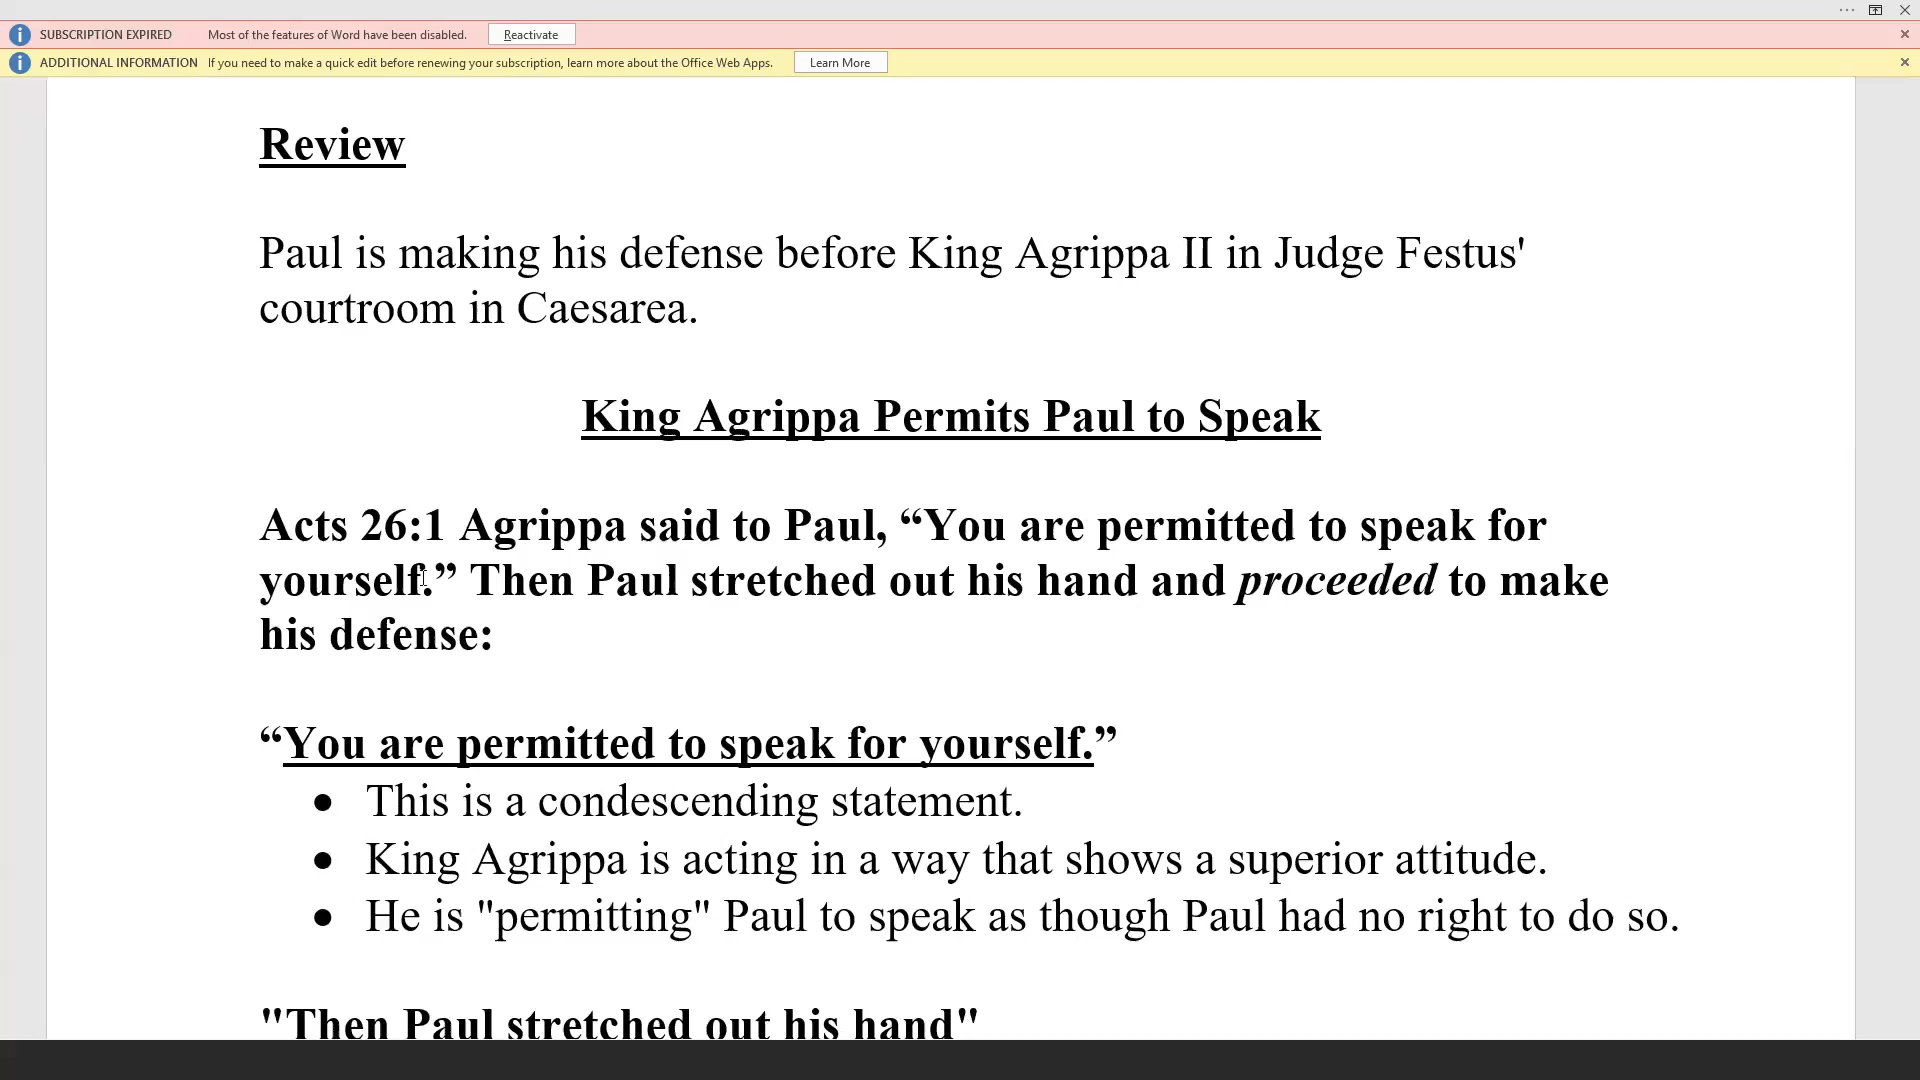 SUBSCRIPTION EXPIRED Most of the features of Word have been disabled. Reactivate
ADDITIONAL INFORMATION If you need to make a quick edit before renewing your subscription, learn more about the Office Web Apps. Learn More
Review
Paul is making his defense before King Agrippa II in Judge Festus'
courtroom in Caesarea.
King Agrippa Permits Paul to Speak
Acts 26:1 Agrippa said to Paul, “You are permitted to speak for
yourself.” Then Paul stretched out his hand and proceeded to make
his defense:
“You are permitted to speak for yourself.”
● This is a condescending statement.
● King Agrippa is acting in a way that shows a superior attitude.
● He is "permitting" Paul to speak as though Paul had no right to do so.
"Then Paul stretched out his hand"